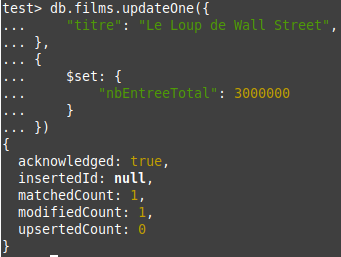 test> db.films.updateOne({
...     "titre": "Le Loup de Wall Street",
... },
... {
...     $set: {
...         "nbEntreeTotal": 3000000
...     }
... })
{
  acknowledged: true,
  insertedId: null,
  matchedCount: 1,
  modifiedCount: 1,
  upsertedCount: 0
}